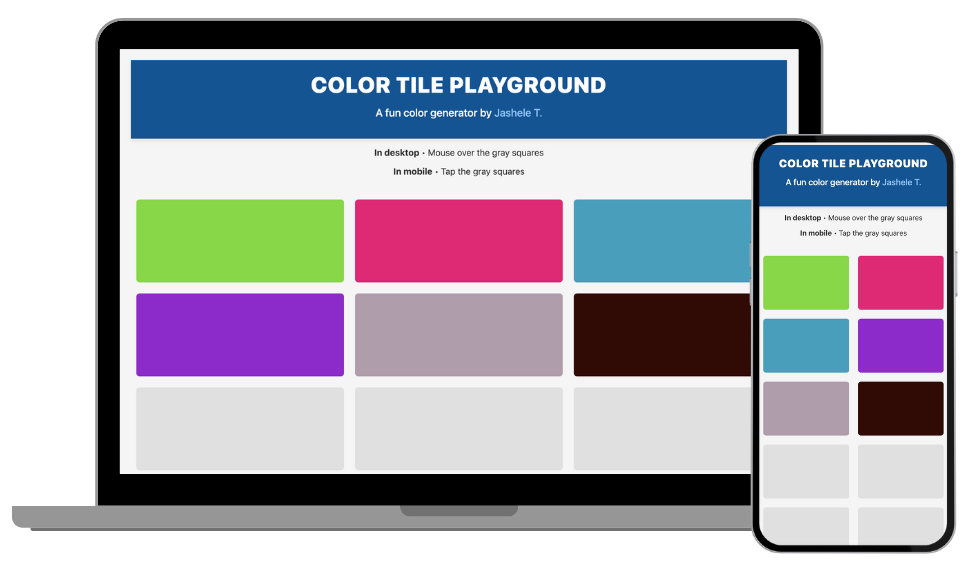 COLOR TILE PLAYGROUND
A fun color generator by Jashele T.
In desktop • Mouse over the gray squares
In mobile • Tap the gray squares
COLOR TILE PLAYGROUND
A fun color generator by Jashele T.
In desktop • Mouse over the gray squares
In mobile • Tap the gray squares